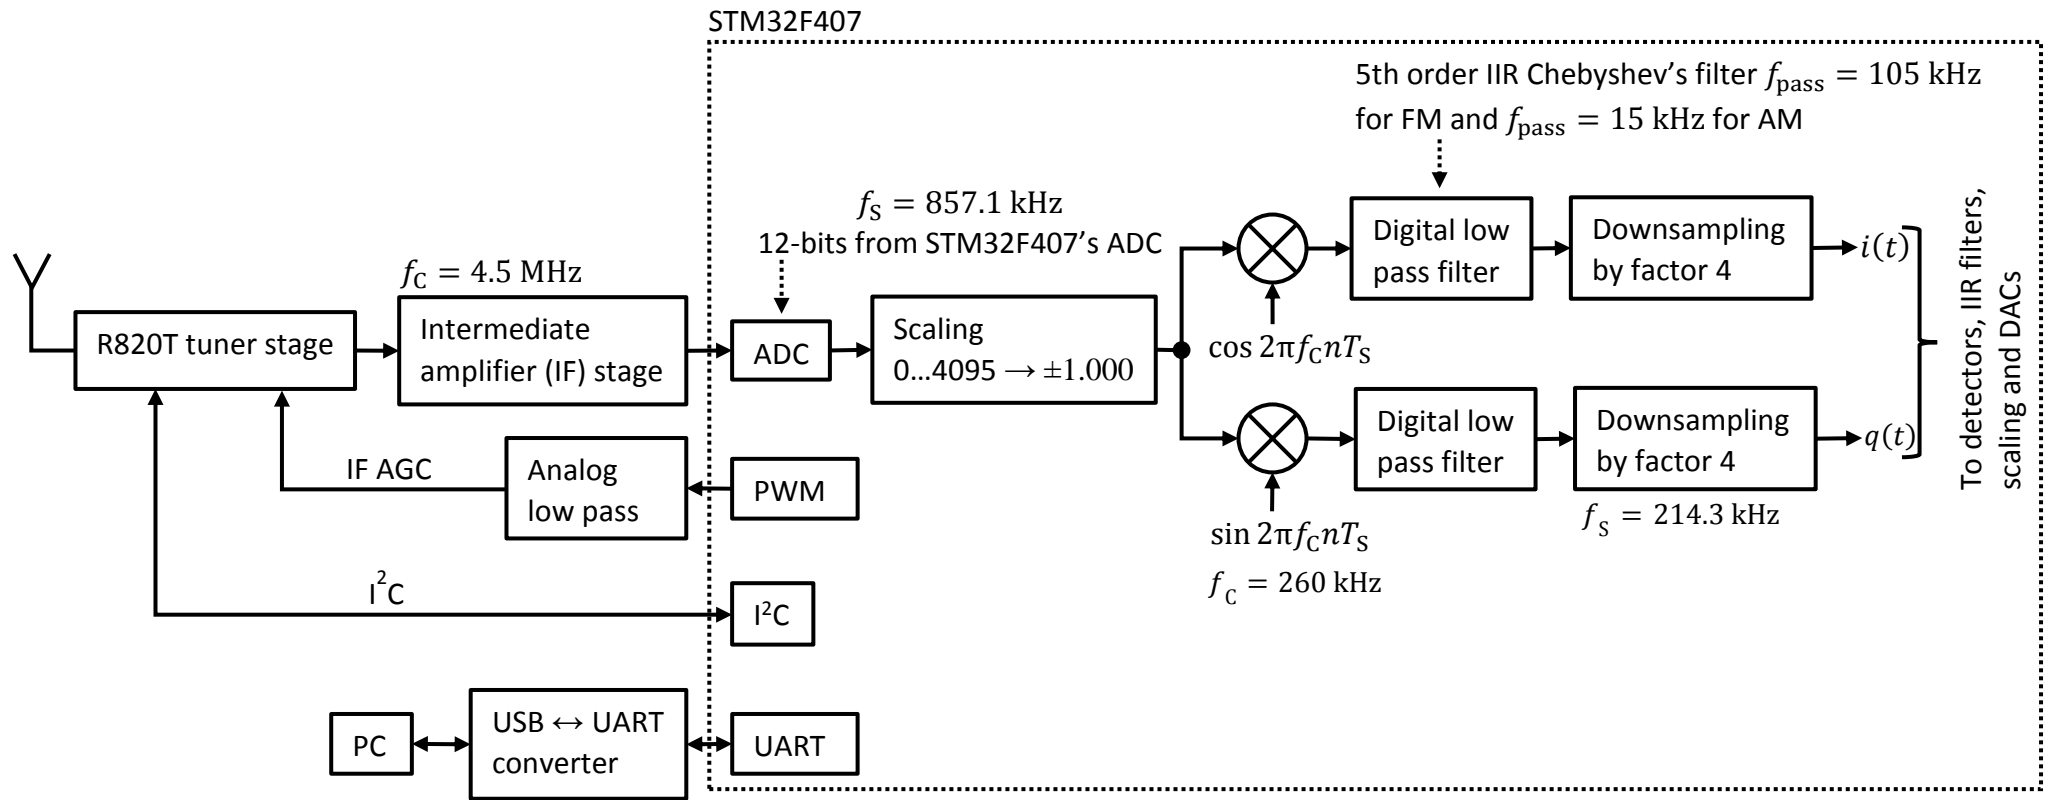 STM32F407
5th order IIR Chebyshev's filter f_pass = 105 kHz
for FM and f_pass = 15 kHz for AM
f_S = 857.1 kHz
12-bits from STM32F407's ADC
f_C = 4.5 MHz
R820T tuner stage
Intermediate
amplifier (IF) stage
ADC
Scaling
0...4095 → ±1.000
cos 2πf_C nT_S
Digital low
pass filter
Downsampling
by factor 4
i(t)
sin 2πf_C nT_S
f_C = 260 kHz
Digital low
pass filter
Downsampling
by factor 4
f_S = 214.3 kHz
q(t)
To detectors, IIR filters,
scaling and DACs
IF AGC
Analog
low pass
PWM
I²C
I²C
PC
USB ↔ UART
converter
UART